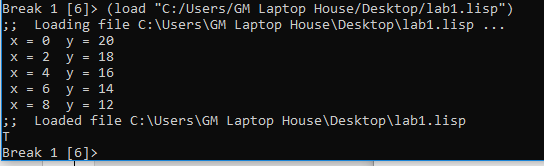 Break 1 [6]> (load "C:/Users/GM Laptop House/Desktop/lab1.lisp")
;;  Loading file C:\Users\GM Laptop House\Desktop\lab1.lisp ...
 x = 0  y = 20
 x = 2  y = 18
 x = 4  y = 16
 x = 6  y = 14
 x = 8  y = 12
;;  Loaded file C:\Users\GM Laptop House\Desktop\lab1.lisp
T
Break 1 [6]>